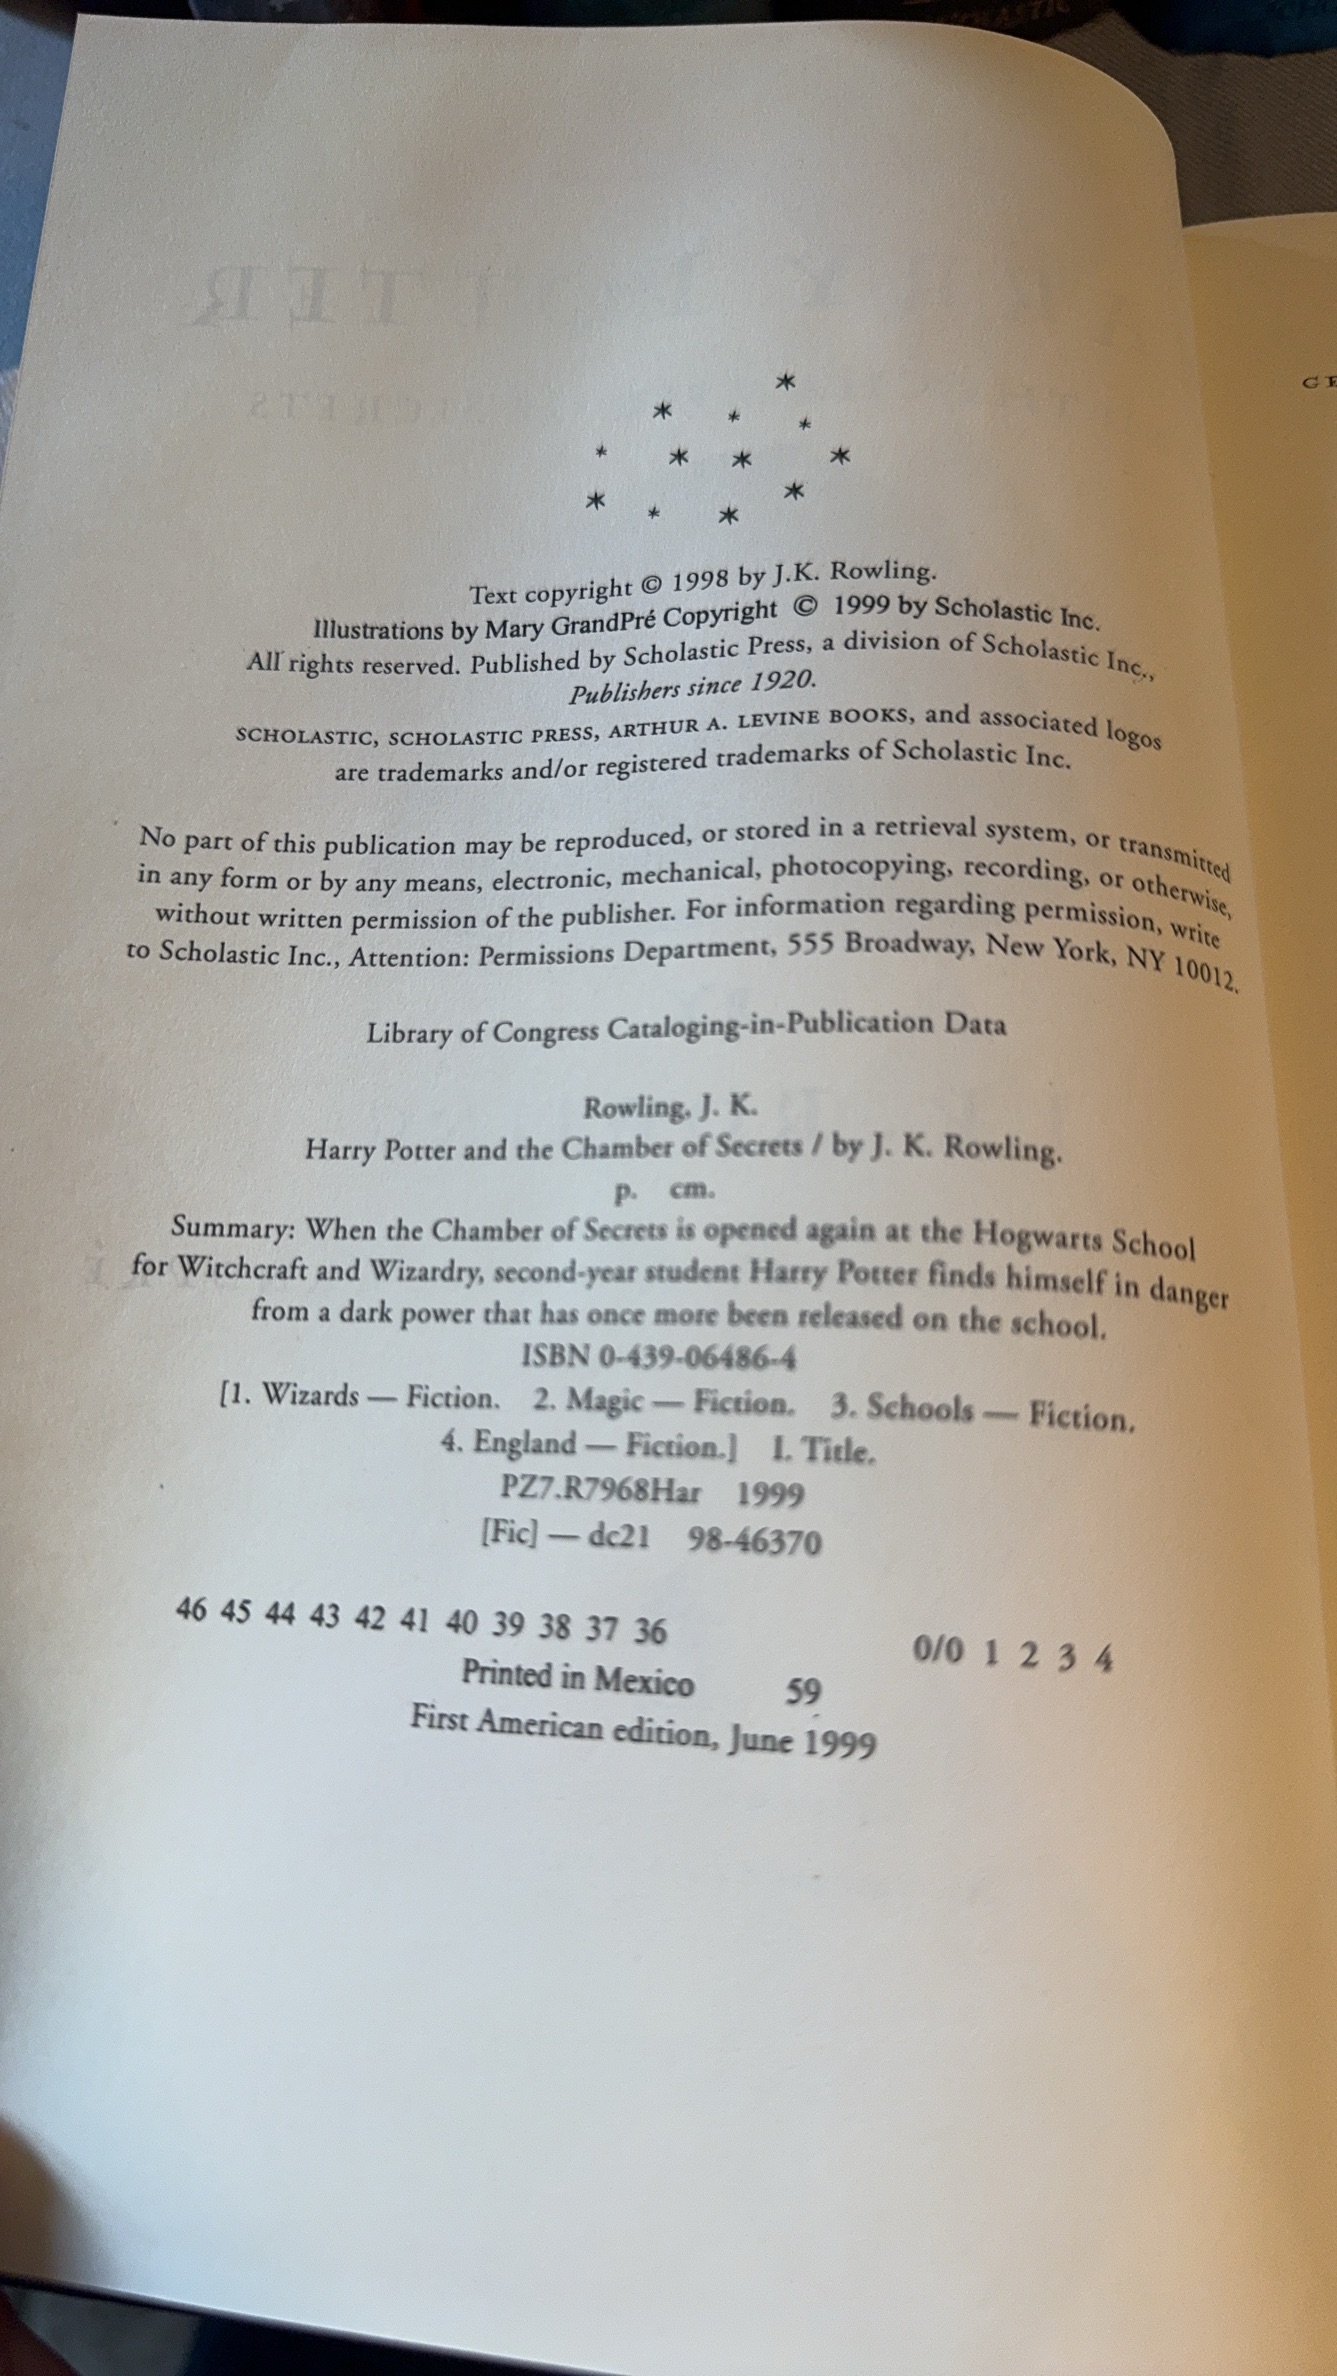 Text copyright © 1998 by J.K. Rowling.
Illustrations by Mary GrandPré Copyright © 1999 by Scholastic Inc.
All rights reserved. Published by Scholastic Press, a division of Scholastic Inc.,
Publishers since 1920.
SCHOLASTIC, SCHOLASTIC PRESS, ARTHUR A. LEVINE BOOKS, and associated logos
are trademarks and/or registered trademarks of Scholastic Inc.
No part of this publication may be reproduced, or stored in a retrieval system, or transmitted
in any form or by any means, electronic, mechanical, photocopying, recording, or otherwise,
without written permission of the publisher. For information regarding permission, write
to Scholastic Inc., Attention: Permissions Department, 555 Broadway, New York, NY 10012.
Library of Congress Cataloging-in-Publication Data
Rowling, J. K.
Harry Potter and the Chamber of Secrets / by J. K. Rowling.
p. cm.
Summary: When the Chamber of Secrets is opened again at the Hogwarts School
for Witchcraft and Wizardry, second-year student Harry Potter finds himself in danger
from a dark power that has once more been released on the school.
ISBN 0-439-06486-4
[1. Wizards — Fiction. 2. Magic — Fiction. 3. Schools — Fiction.
4. England — Fiction.] I. Title.
PZ7.R7968Har 1999
[Fic] — dc21 98-46370
46 45 44 43 42 41 40 39 38 37 36 0/0 1 2 3 4
Printed in Mexico 59
First American edition, June 1999